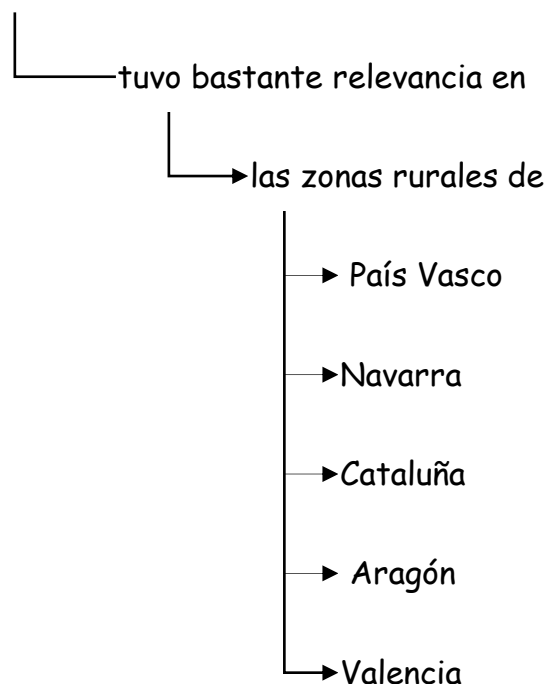 tuvo bastante relevancia en
las zonas rurales de
País Vasco
Navarra
Cataluña
Aragón
Valencia